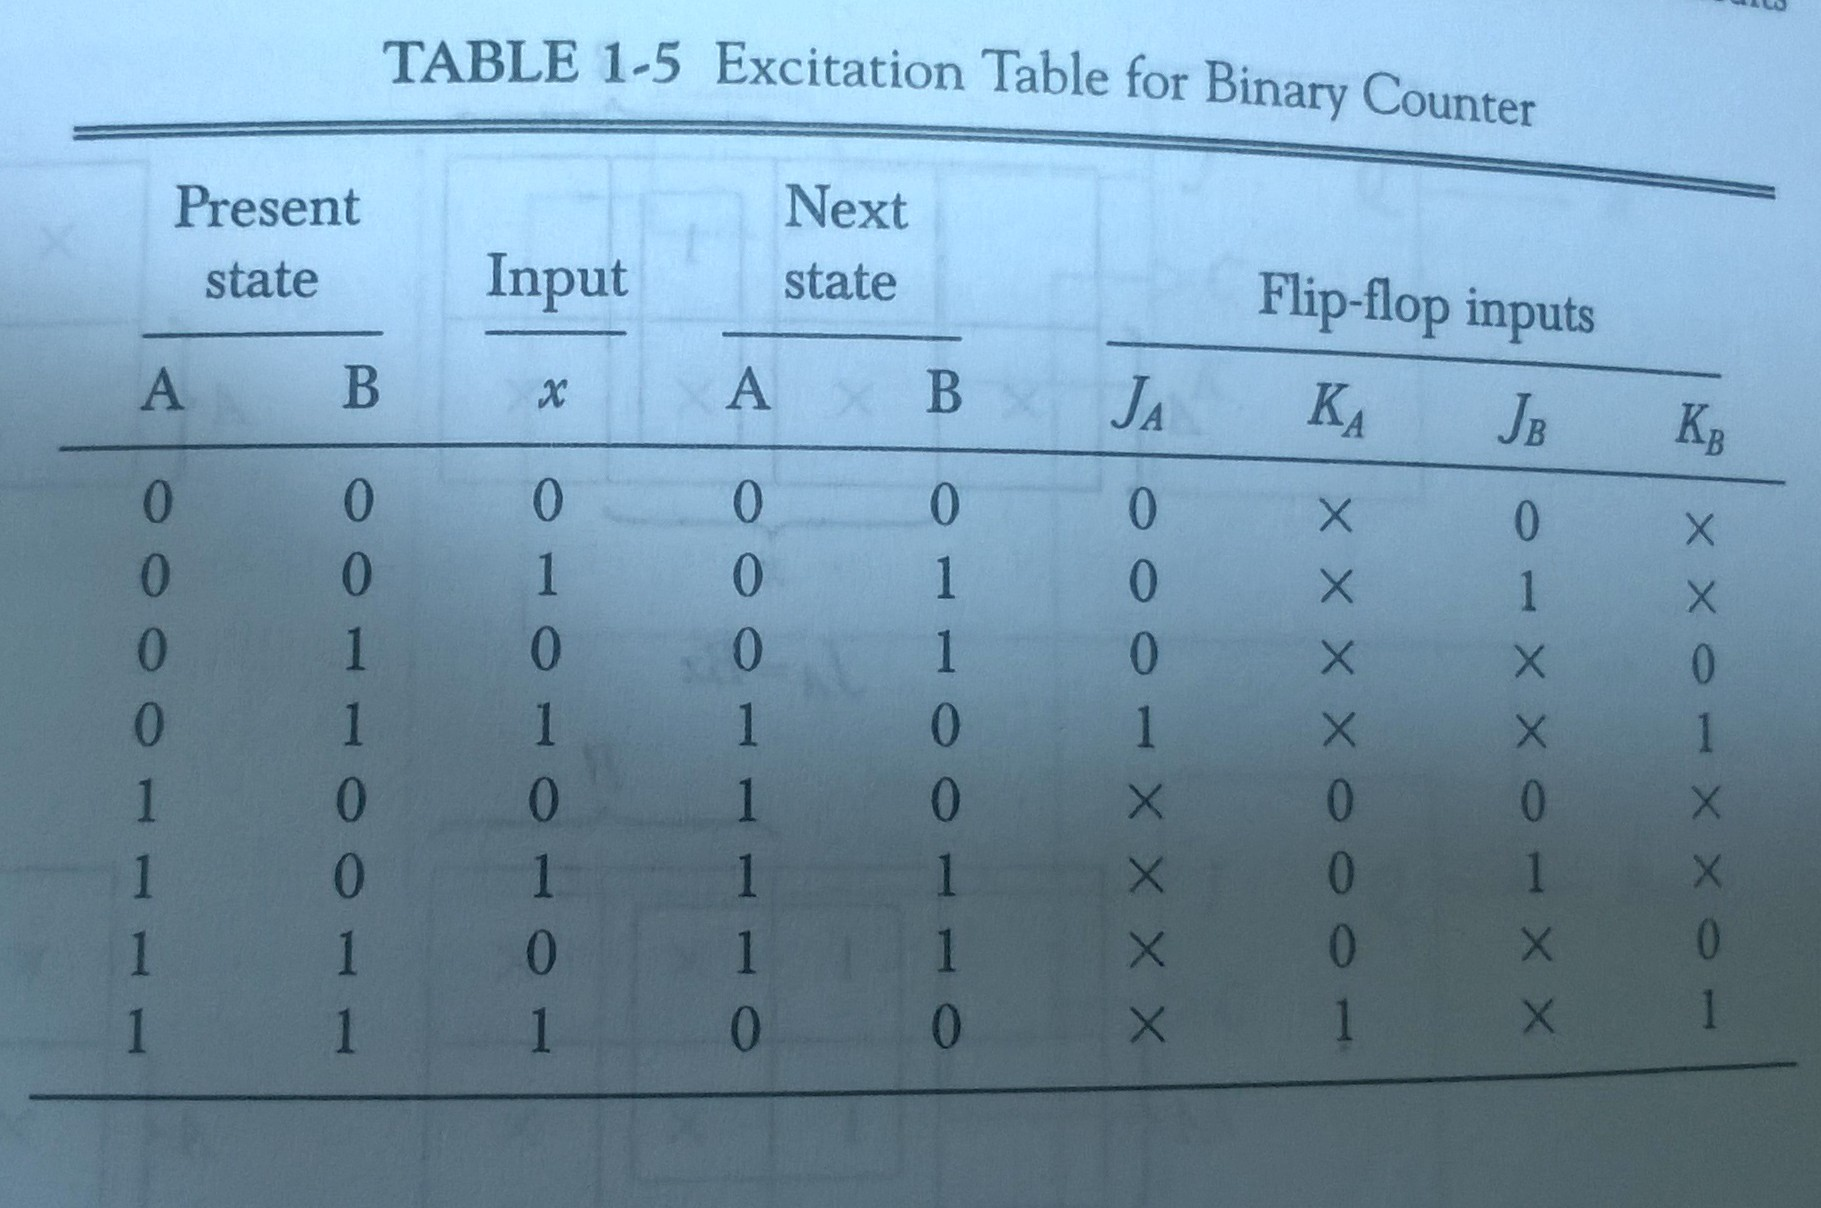 TABLE 1-5 Excitation Table for Binary Counter
Present state Input Next state Flip-flop inputs
A B x A B J_A K_A J_B K_B
0 0 0 0 0 0 × 0 ×
0 0 1 0 1 0 × 1 ×
0 1 0 0 1 0 × × 0
0 1 1 1 0 1 × × 1
1 0 0 1 0 × 0 0 ×
1 0 1 1 1 × 0 1 ×
1 1 0 1 1 × 0 × 0
1 1 1 0 0 × 1 × 1